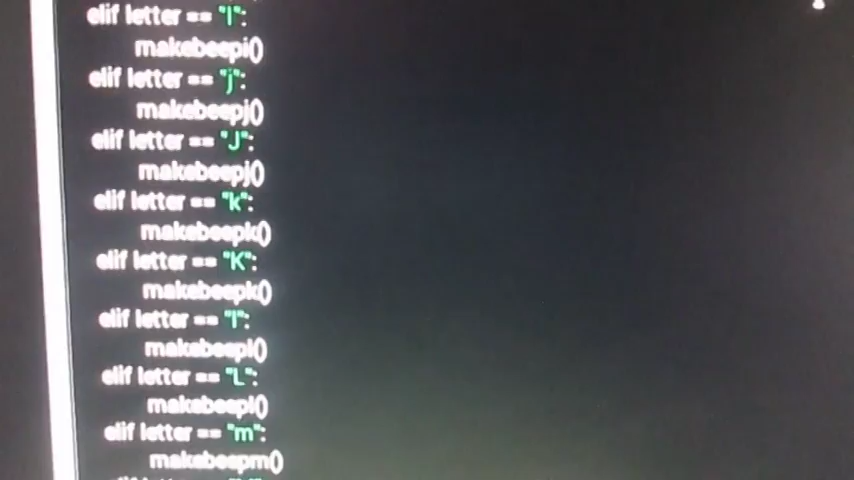 elif letter == "I":
makebeepi()
elif letter == "j":
makebeepj()
elif letter == "J":
makebeepj()
elif letter == "k":
makebeepk()
elif letter == "K":
makebeepk()
elif letter == "l":
makebeepl()
elif letter == "L":
makebeepl()
elif letter == "m":
makebeepm()